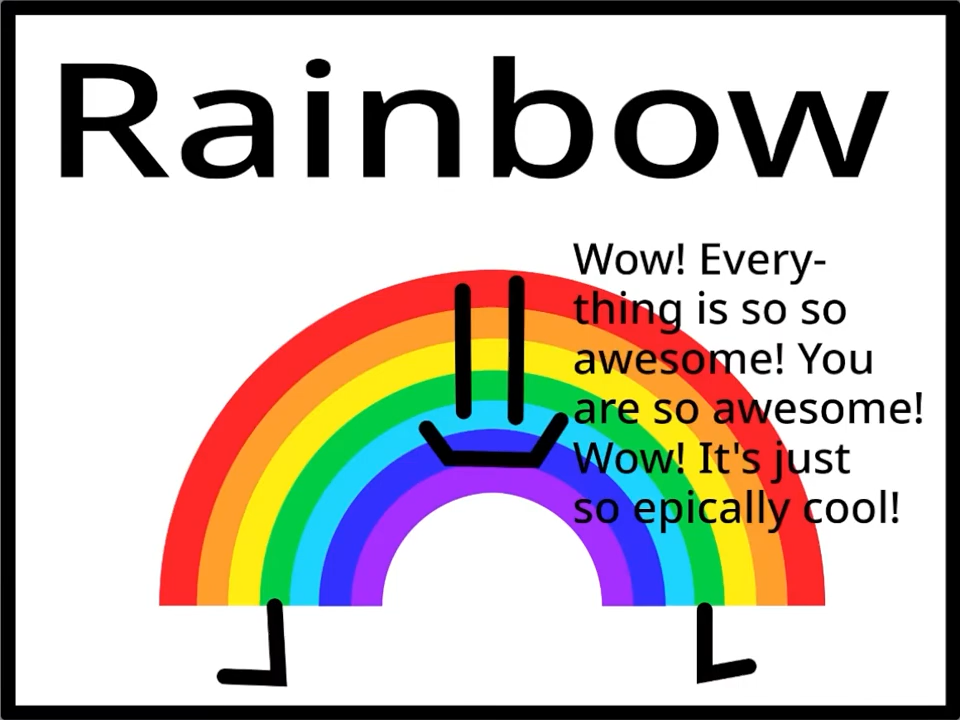 Rainbow
Wow! Every-
thing is so so
awesome! You
are so awesome!
Wow! It's just
so epically cool!